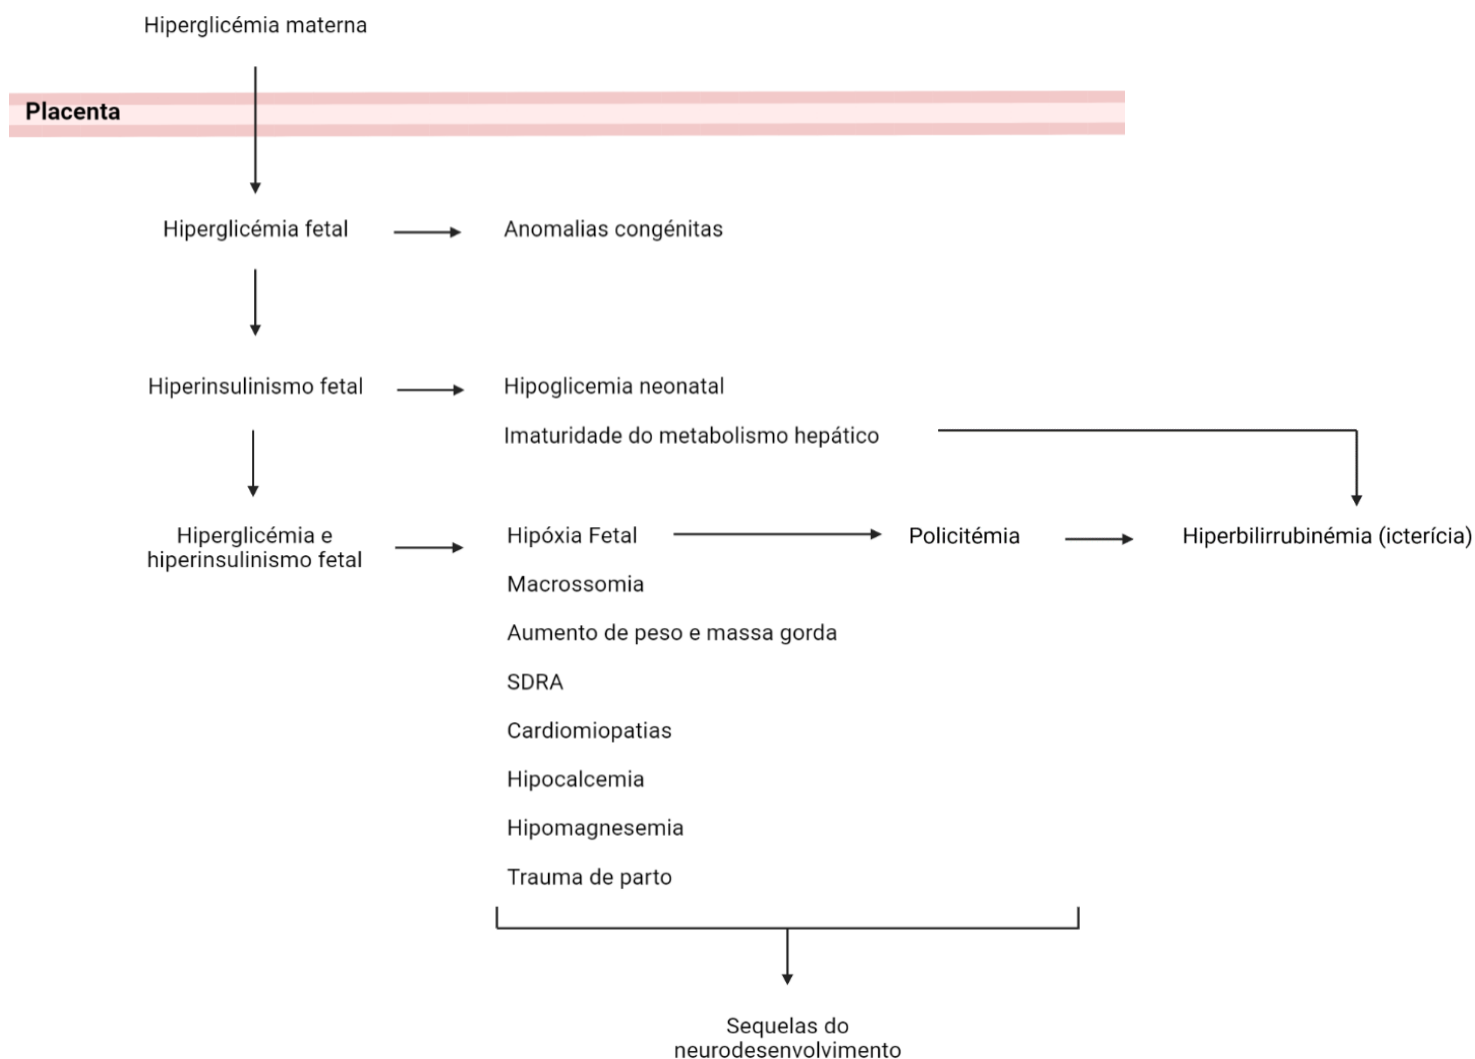 Hiperglicémia materna
Placenta
Hiperglicémia fetal
Anomalias congénitas
Hiperinsulinismo fetal
Hipoglicemia neonatal
Imaturidade do metabolismo hepático
Hiperglicémia e
hiperinsulinismo fetal
Hipóxia Fetal
Policitémia
Hiperbilirrubinémia (icterícia)
Macrossomia
Aumento de peso e massa gorda
SDRA
Cardiomiopatias
Hipocalcemia
Hipomagnesemia
Trauma de parto
Sequelas do
neurodesenvolvimento